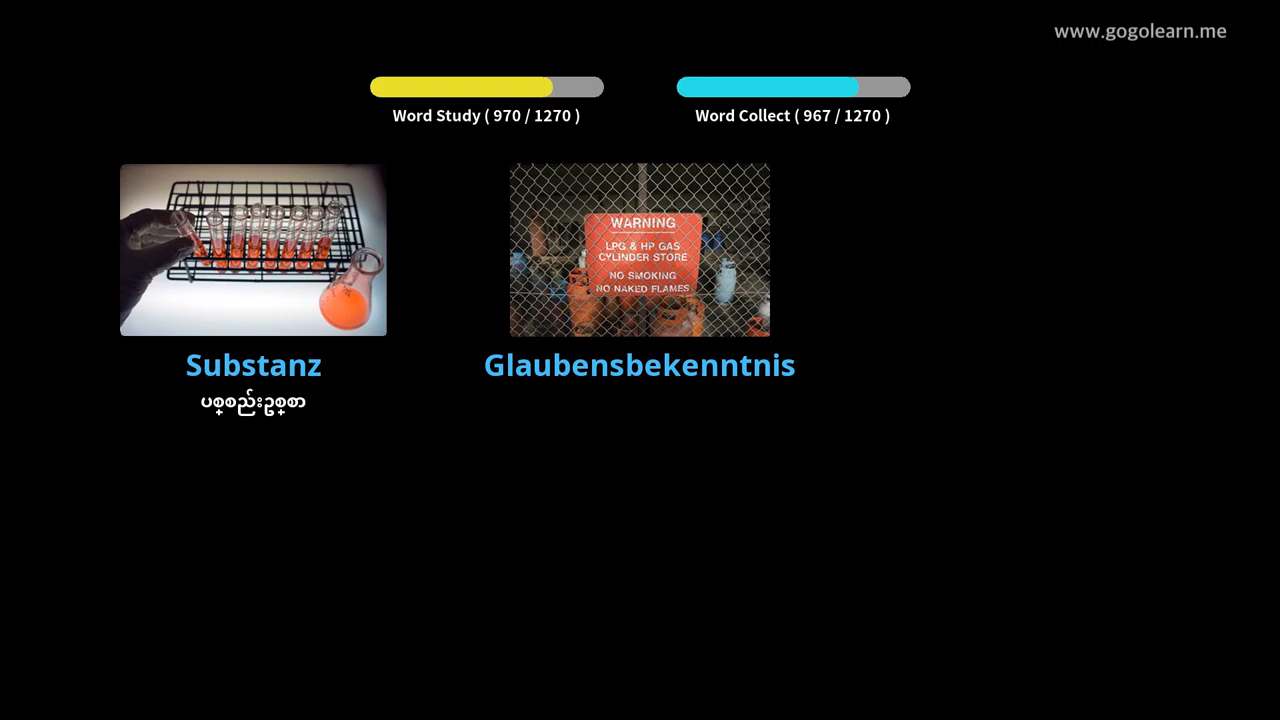 www.gogolearn.me
Word Study ( 970 / 1270 )
Word Collect ( 967 / 1270 )
WARNING
LPG & HP GAS
CYLINDER STORE
NO SMOKING
NO NAKED FLAMES
Substanz
Glaubensbekenntnis
ပစ္စည်းဥစ္စာ